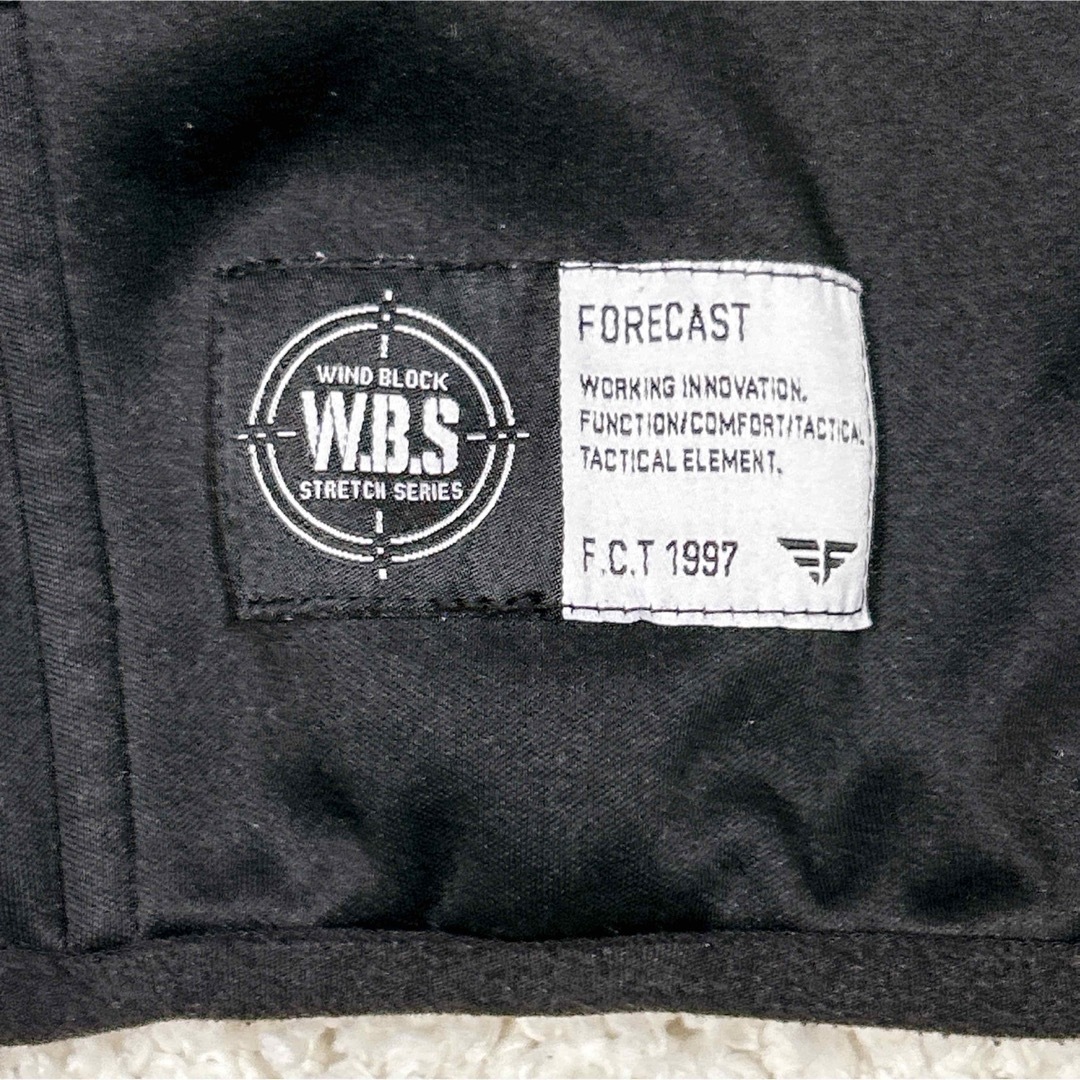 WIND BLOCK
W.B.S
STRETCH SERIES
FORECAST
WORKING INNOVATION.
FUNCTION/COMFORT/TACTICAL
TACTICAL ELEMENT.
F.C.T 1997